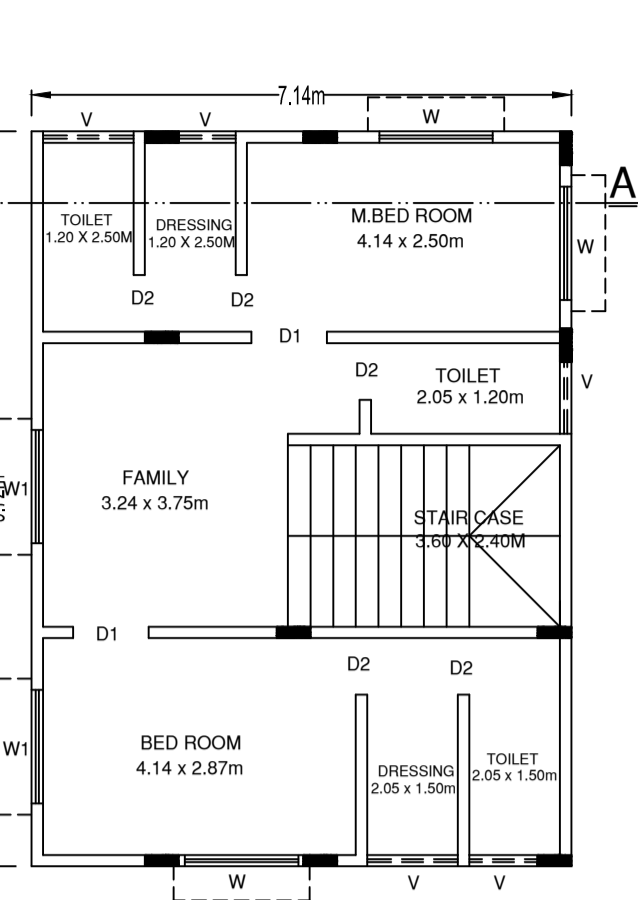 7.14m
V
V
W
A
TOILET
1.20 X 2.50M
DRESSING
1.20 X 2.50M
M.BED ROOM
4.14 x 2.50m
W
D2
D2
D1
D2
TOILET
2.05 x 1.20m
V
FAMILY
3.24 x 3.75m
W1
STAIR CASE
3.60 X 2.40M
D1
D2
D2
W1
BED ROOM
4.14 x 2.87m
DRESSING
2.05 x 1.50m
TOILET
2.05 x 1.50m
W
V
V